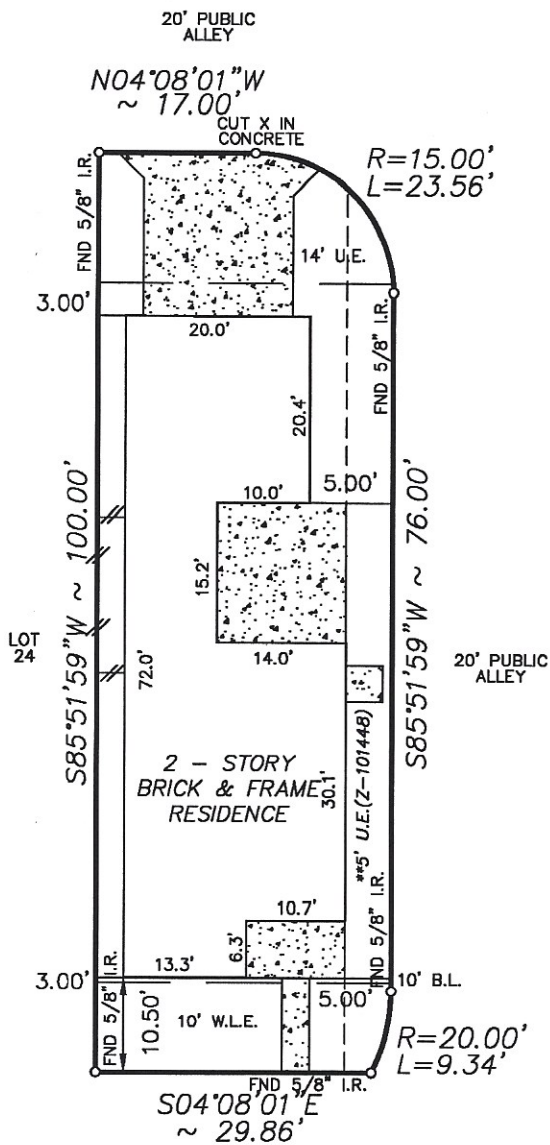 20' PUBLIC
ALLEY
N04°08'01"W
~ 17.00'
CUT X IN
CONCRETE
R=15.00'
L=23.56'
FND 5/8" I.R.
14' U.E.
3.00'
20.0'
FND 5/8" I.R.
20.4'
10.0'
5.00'
S85°51'59"W ~ 100.00'
15.2'
S85°51'59"W ~ 76.00'
LOT
24
72.0'
14.0'
20' PUBLIC
ALLEY
2 - STORY
BRICK & FRAME
RESIDENCE
30.1'
**5' U.E.(Z-101448)
10.7'
6.3'
13.3'
3.00'
FND 5/8" I.R.
FND 5/8" I.R.
10' B.L.
10.50'
10' W.L.E.
5.00'
R=20.00'
L=9.34'
FND 5/8" I.R.
S04°08'01"E
~ 29.86'